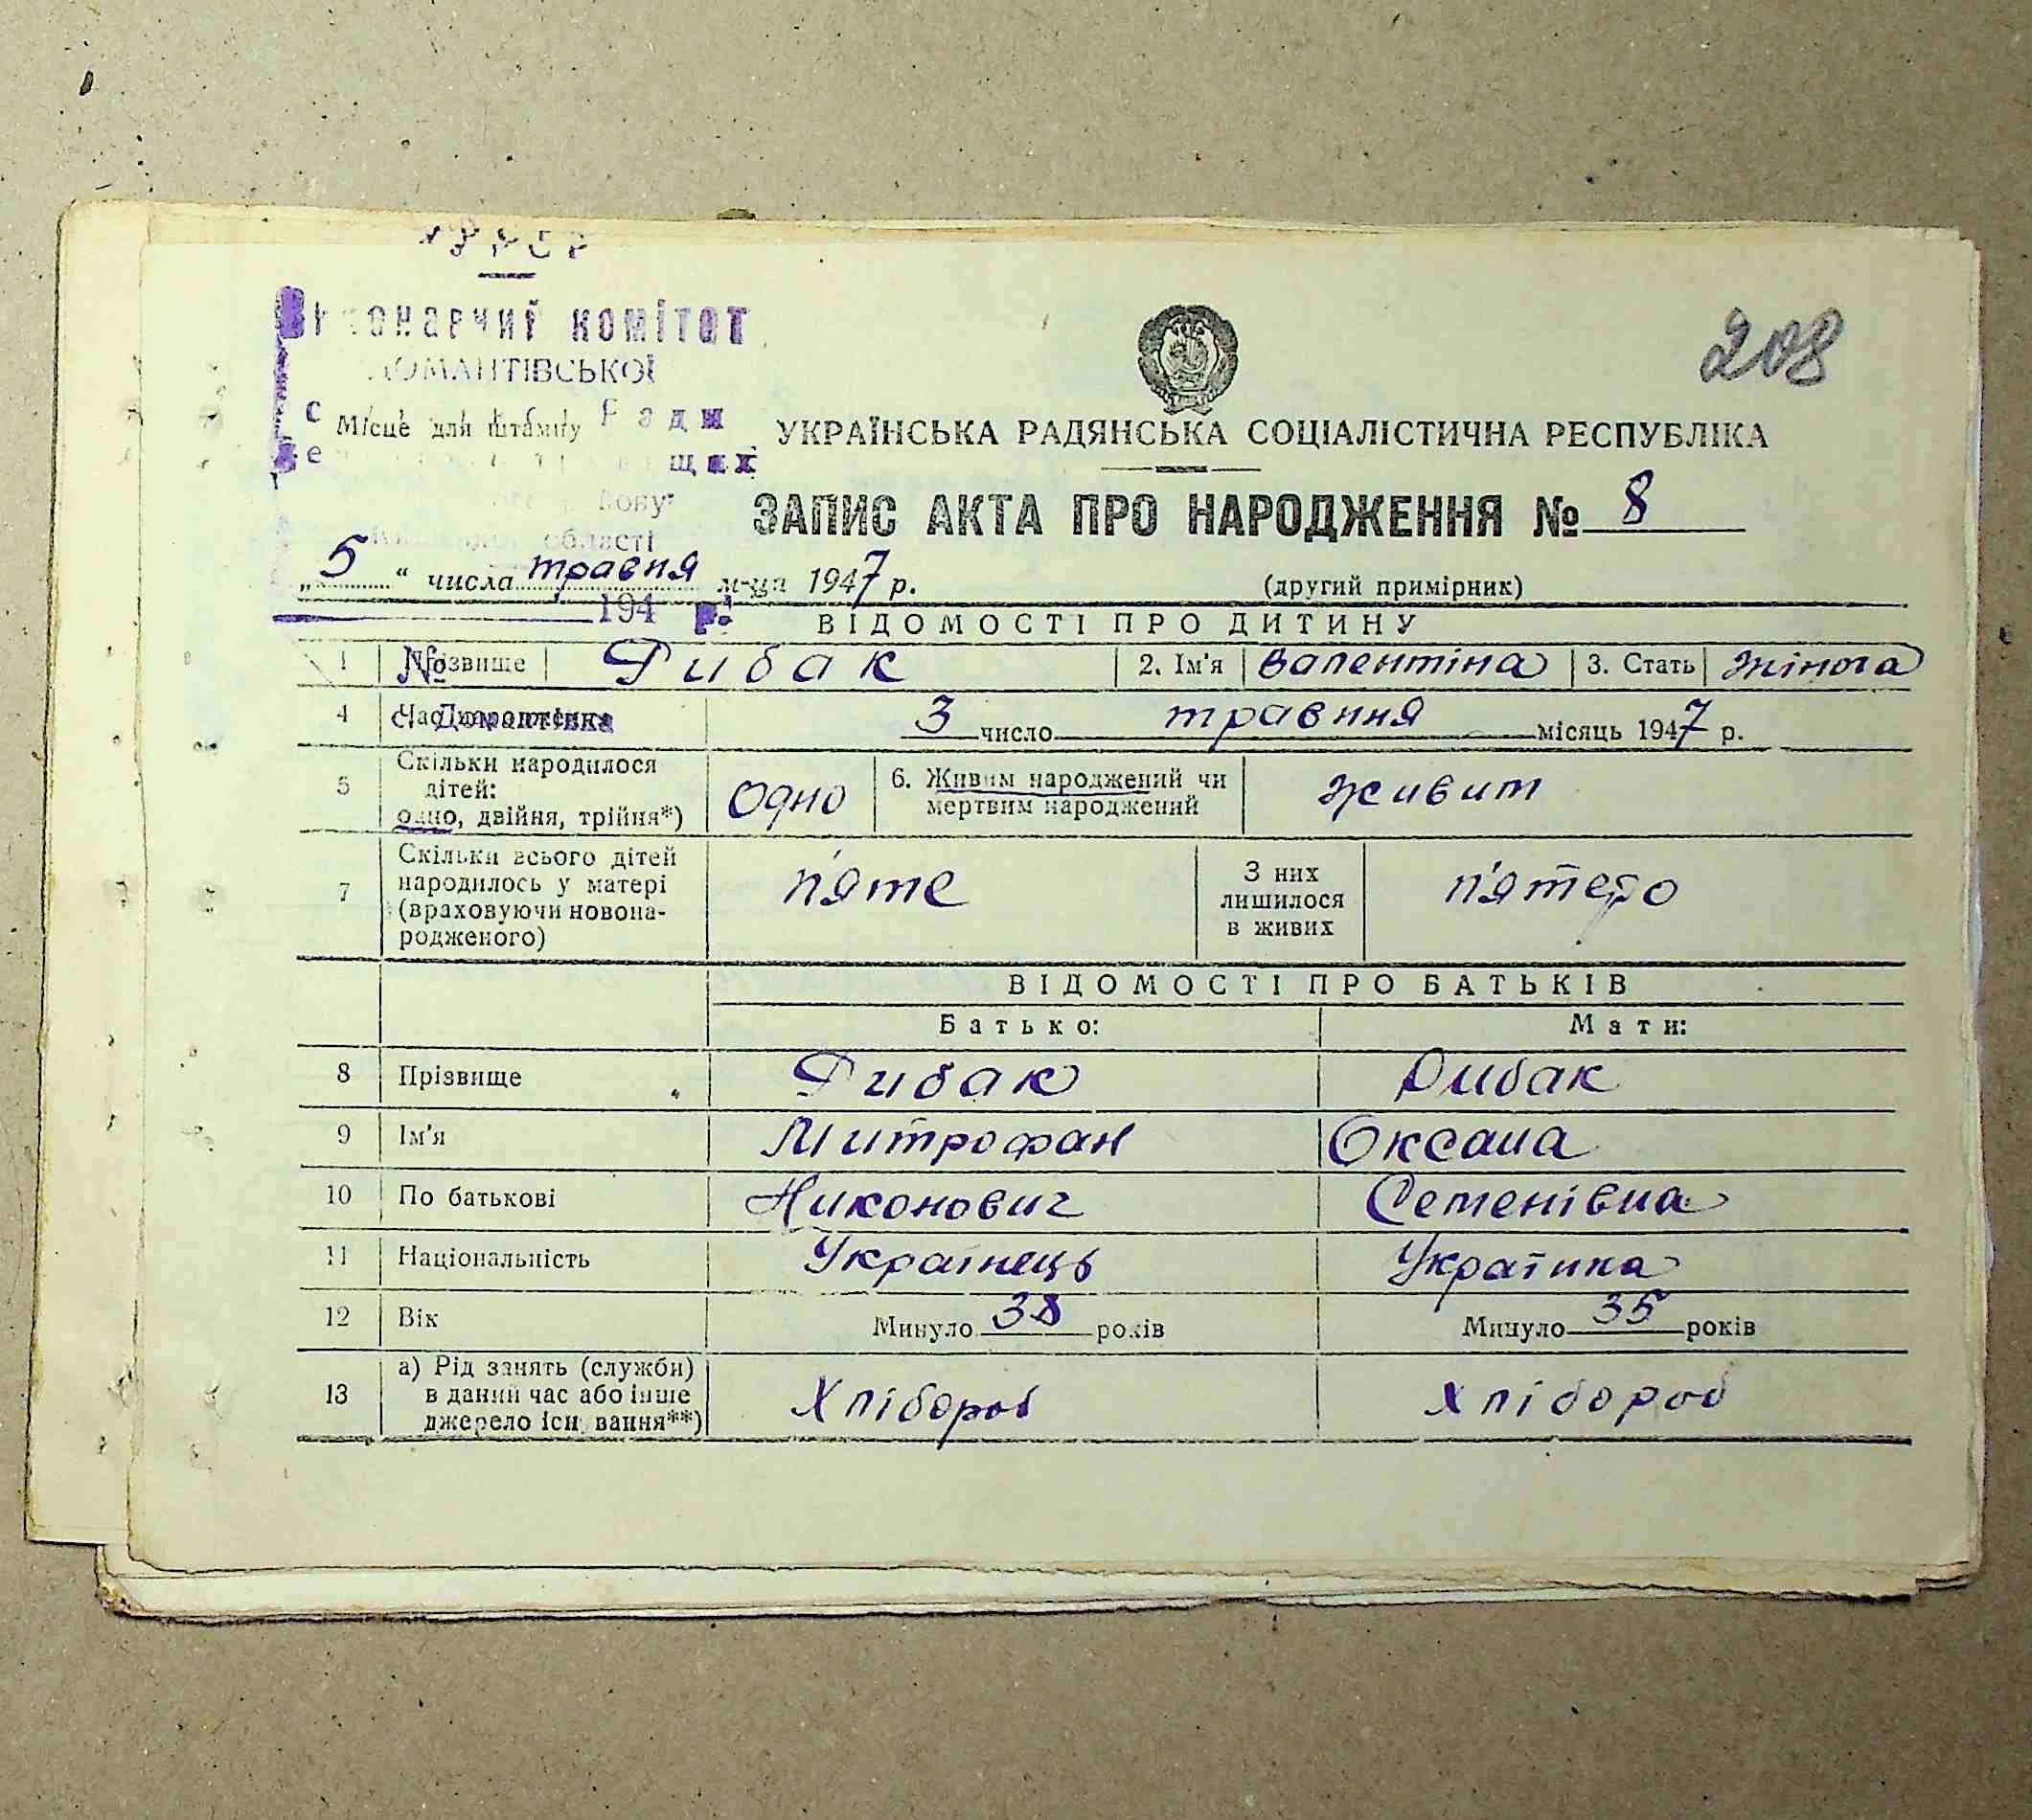 УРСР
Виконавчий комітет
ДОМАНТІВСЬКОЇ
208
Місце для штампу Ради
УКРАЇНСЬКА РАДЯНСЬКА СОЦІАЛІСТИЧНА РЕСПУБЛІКА
області
ЗАПИС АКТА ПРО НАРОДЖЕННЯ № 8
„5“ числа травня м-ця 1947 р.
(другий примірник)
194 р.
ВІДОМОСТІ ПРО ДИТИНУ
1 Прізвище Рибак 2. Ім'я Валентіна 3. Стать жіноча
№
4 Час народження 3 число травння місяць 1947 р.
с. Домантівка
5 Скільки народилося дітей: одно, двійня, трійня*) Одно 6. Живим народжений чи мертвим народжений живим
7 Скільки всього дітей народилось у матері (враховуючи новонародженого) п'яте З них лишилося в живих п'ятеро
ВІДОМОСТІ ПРО БАТЬКІВ
Батько: Мати:
8 Прізвище Рибак Рибак
9 Ім'я Митрофан Оксана
10 По батькові Никонович Семенівна
11 Національність Українець Українка
12 Вік Минуло 38 років Минуло 35 років
13 а) Рід занять (служби) в даний час або інше джерело існування**) Хлібороб хлібороб